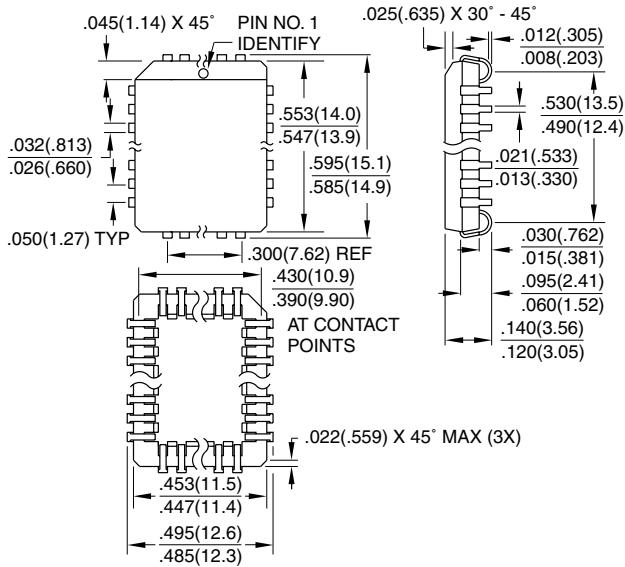 .045(1.14) X 45°
PIN NO. 1
IDENTIFY
.025(.635) X 30° - 45°
.012(.305)
.008(.203)
.553(14.0)
.547(13.9)
.530(13.5)
.490(12.4)
.032(.813)
.026(.660)
.595(15.1)
.585(14.9)
.021(.533)
.013(.330)
.050(1.27) TYP
.300(7.62) REF
.030(.762)
.015(.381)
.430(10.9)
.390(9.90)
AT CONTACT
POINTS
.095(2.41)
.060(1.52)
.140(3.56)
.120(3.05)
.022(.559) X 45° MAX (3X)
.453(11.5)
.447(11.4)
.495(12.6)
.485(12.3)